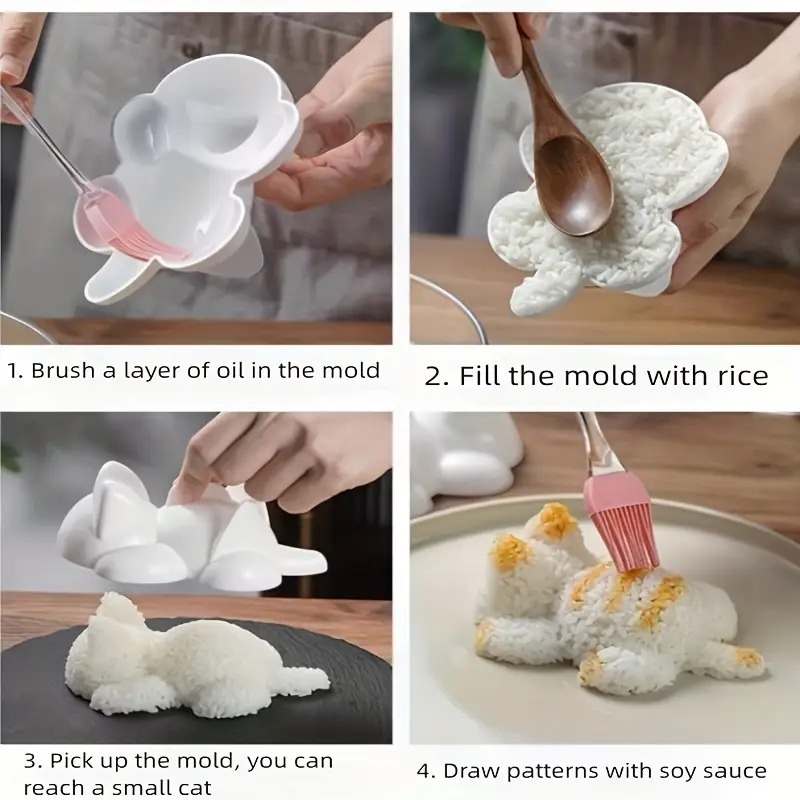 1. Brush a layer of oil in the mold
2. Fill the mold with rice
3. Pick up the mold, you can
reach a small cat
4. Draw patterns with soy sauce